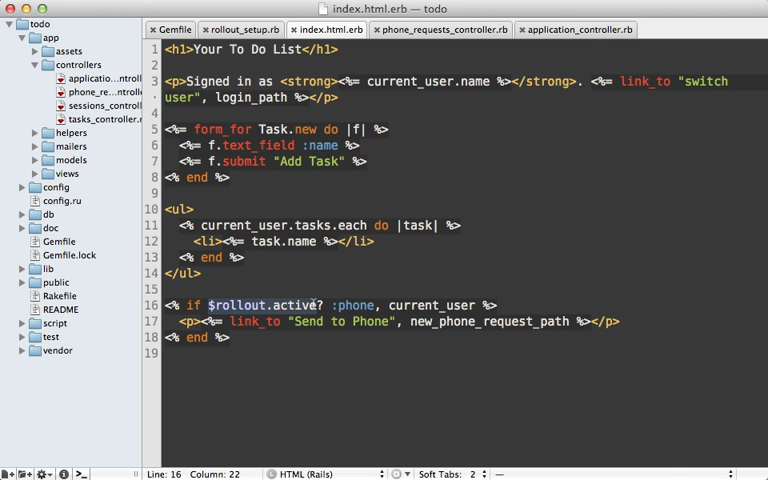 index.html.erb — todo
todo
app
assets
controllers
applicatio…ntroll
phone_re…ntroll
sessions_controll
tasks_controller.r
helpers
mailers
models
views
config
config.ru
db
doc
Gemfile
Gemfile.lock
lib
public
Rakefile
README
script
test
vendor
Gemfile
rollout_setup.rb
index.html.erb
phone_requests_controller.rb
application_controller.rb
1 <h1>Your To Do List</h1>
2
3 <p>Signed in as <strong><%= current_user.name %></strong>. <%= link_to "switch
· user", login_path %></p>
4
5 <%= form_for Task.new do |f| %>
6 <%= f.text_field :name %>
7 <%= f.submit "Add Task" %>
8 <% end %>
9
10 <ul>
11 <% current_user.tasks.each do |task| %>
12 <li><%= task.name %></li>
13 <% end %>
14 </ul>
15
16 <% if $rollout.active? :phone, current_user %>
17 <p><%= link_to "Send to Phone", new_phone_request_path %></p>
18 <% end %>
19
Line: 16 Column: 22
HTML (Rails)
Soft Tabs: 2
—